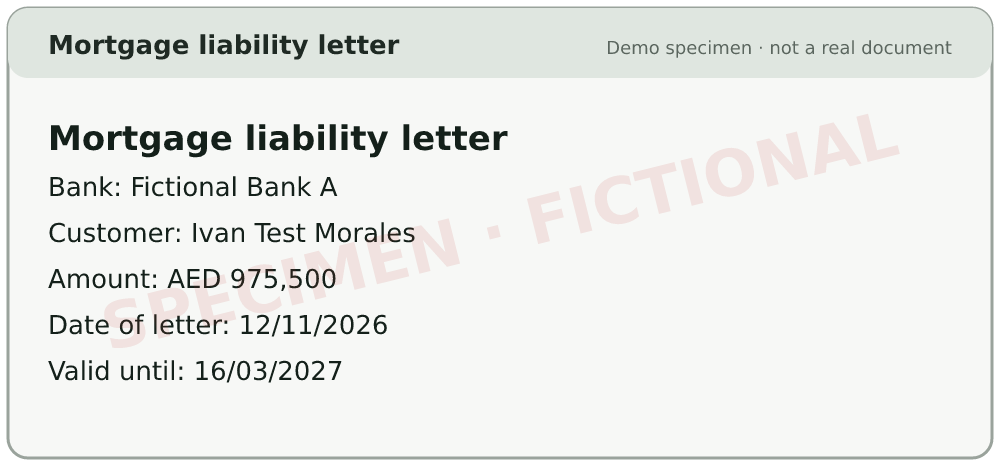 Mortgage liability letter
Demo specimen · not a real document
Mortgage liability letter
Bank: Fictional Bank A
Customer: Ivan Test Morales
Amount: AED 975,500
Date of letter: 12/11/2026
Valid until: 16/03/2027
SPECIMEN · FICTIONAL